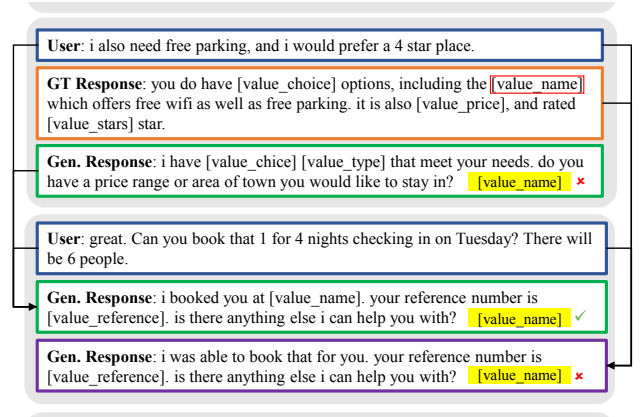 User: i also need free parking, and i would prefer a 4 star place.
GT Response: you do have [value_choice] options, including the [value_name]
which offers free wifi as well as free parking. it is also [value_price], and rated
[value_stars] star.
Gen. Response: i have [value_chice] [value_type] that meet your needs. do you
have a price range or area of town you would like to stay in? [value_name] ✘
User: great. Can you book that 1 for 4 nights checking in on Tuesday? There will
be 6 people.
Gen. Response: i booked you at [value_name]. your reference number is
[value_reference]. is there anything else i can help you with? [value_name] ✓
Gen. Response: i was able to book that for you. your reference number is
[value_reference]. is there anything else i can help you with? [value_name] ✘